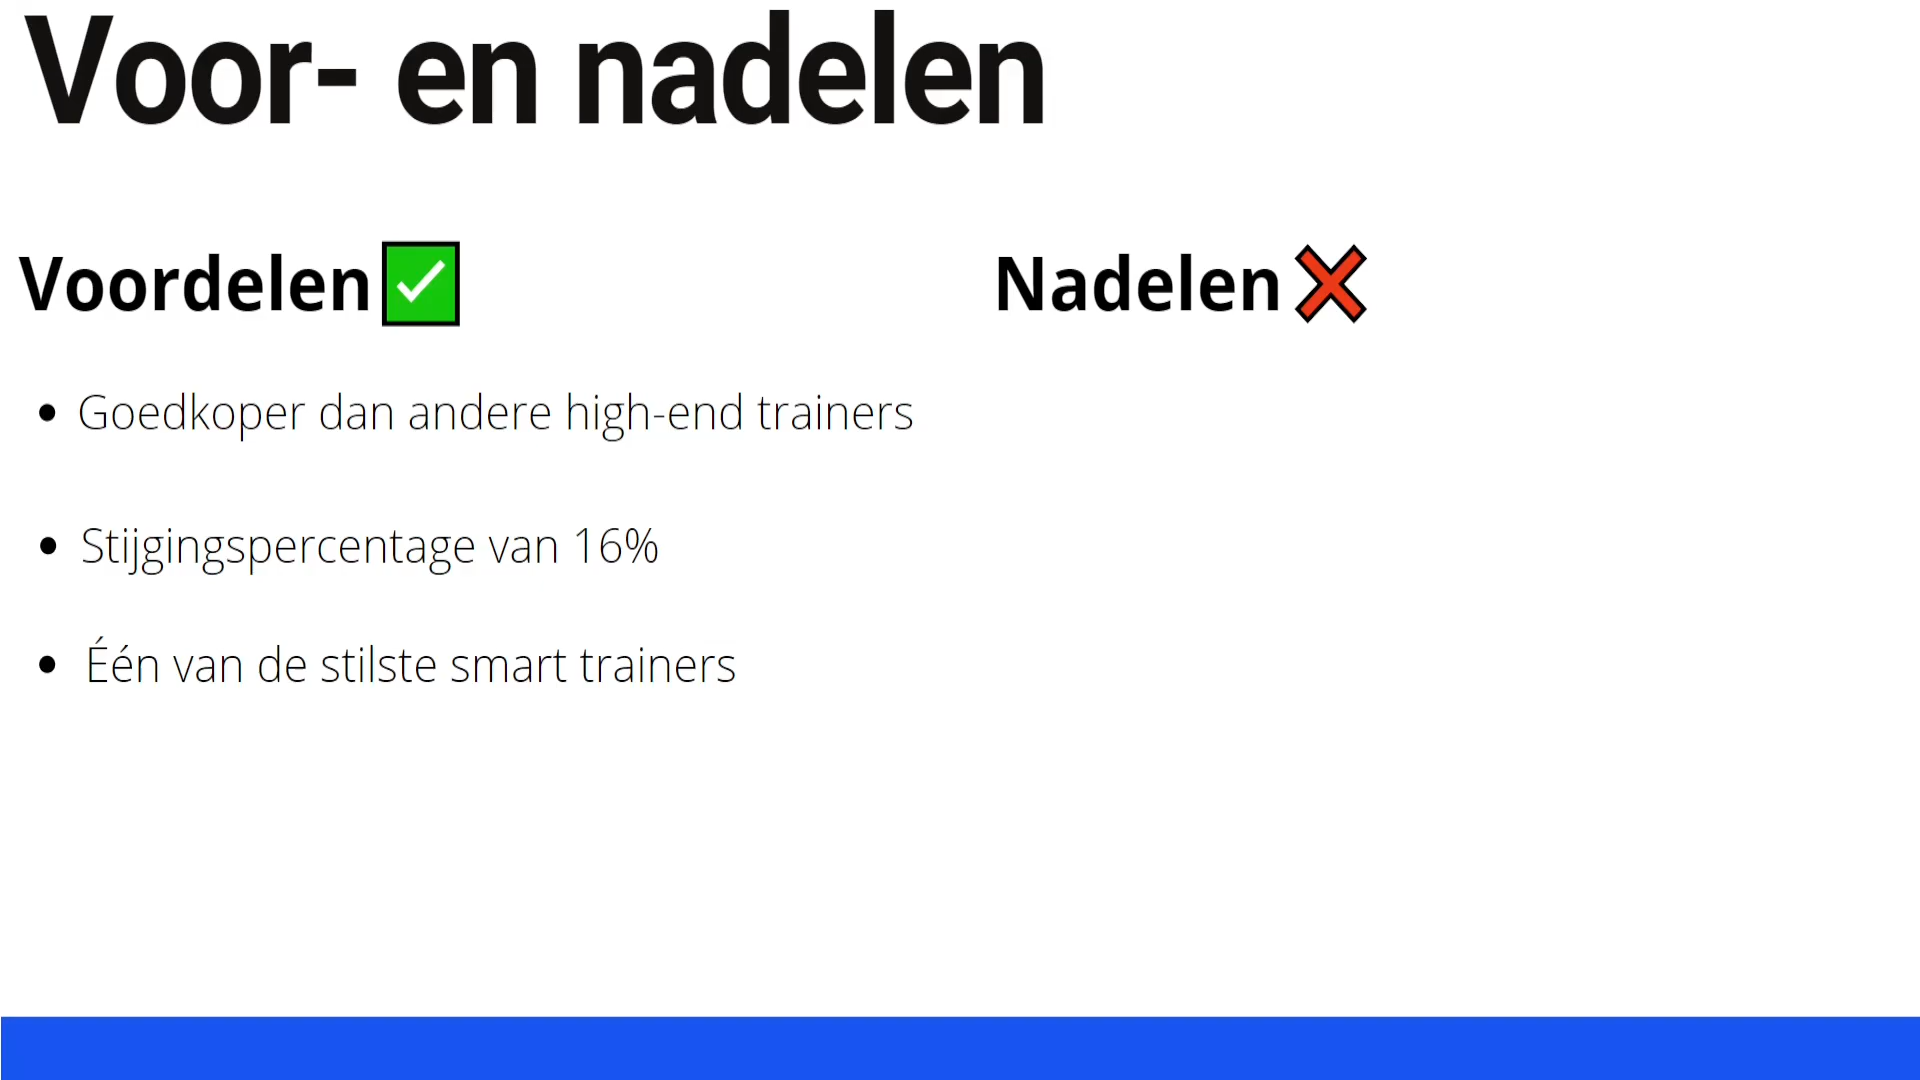 Voor- en nadelen
Voordelen ✅
Nadelen ❌
• Goedkoper dan andere high-end trainers
• Stijgingspercentage van 16%
• Één van de stilste smart trainers